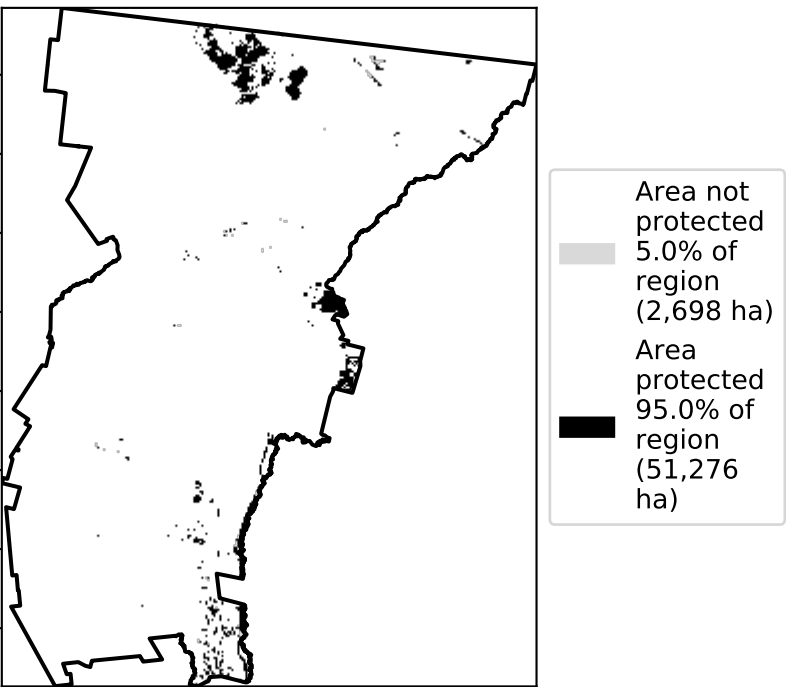 Area not
protected
5.0% of
region
(2,698 ha)
Area
protected
95.0% of
region
(51,276
ha)